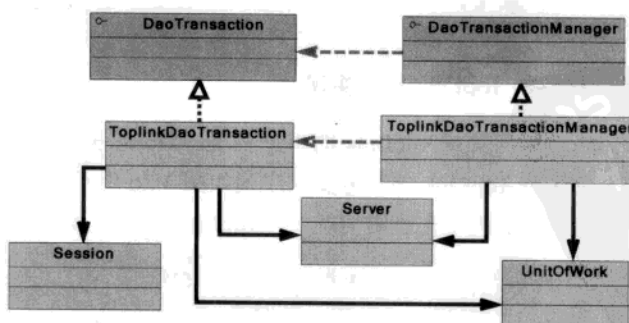 DaoTransaction
DaoTransactionManager
ToplinkDaoTransaction
ToplinkDaoTransactionManager
Server
Session
UnitOfWork